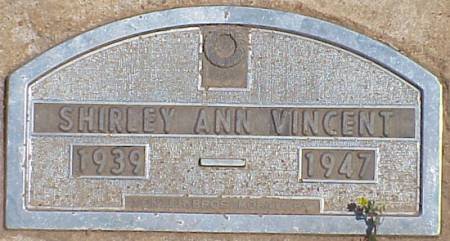 SHIRLEY ANN VINCENT
1939 — 1947